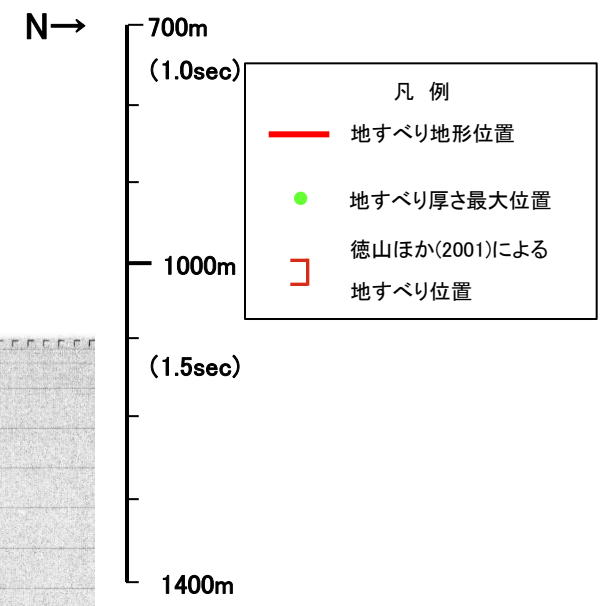 N→
700m
(1.0sec)
凡 例
地すべり地形位置
地すべり厚さ最大位置
徳山ほか(2001)による
地すべり位置
1000m
(1.5sec)
1400m